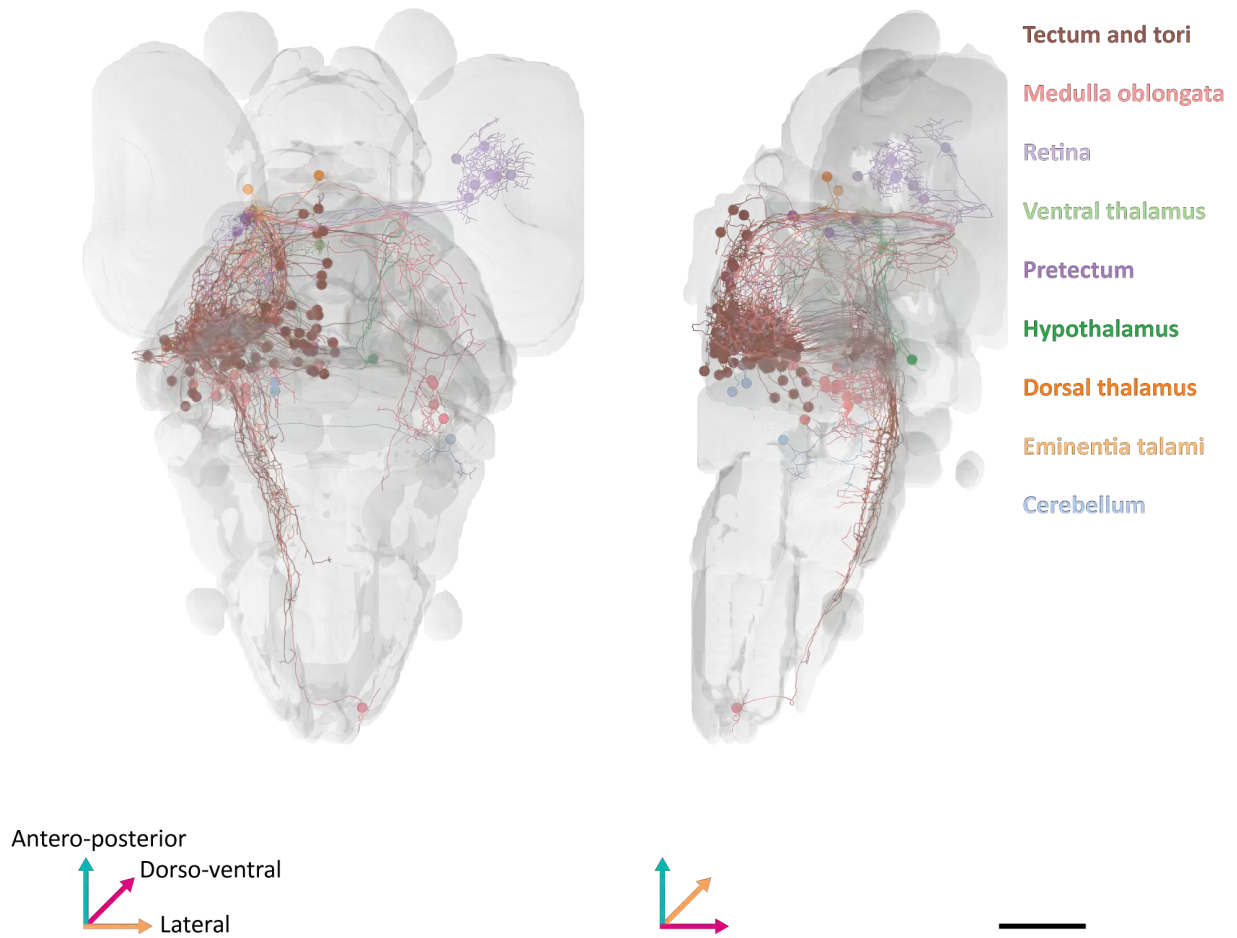 Tectum and tori
Medulla oblongata
Retina
Ventral thalamus
Pretectum
Hypothalamus
Dorsal thalamus
Eminentia talami
Cerebellum
Antero-posterior
Dorso-ventral
Lateral